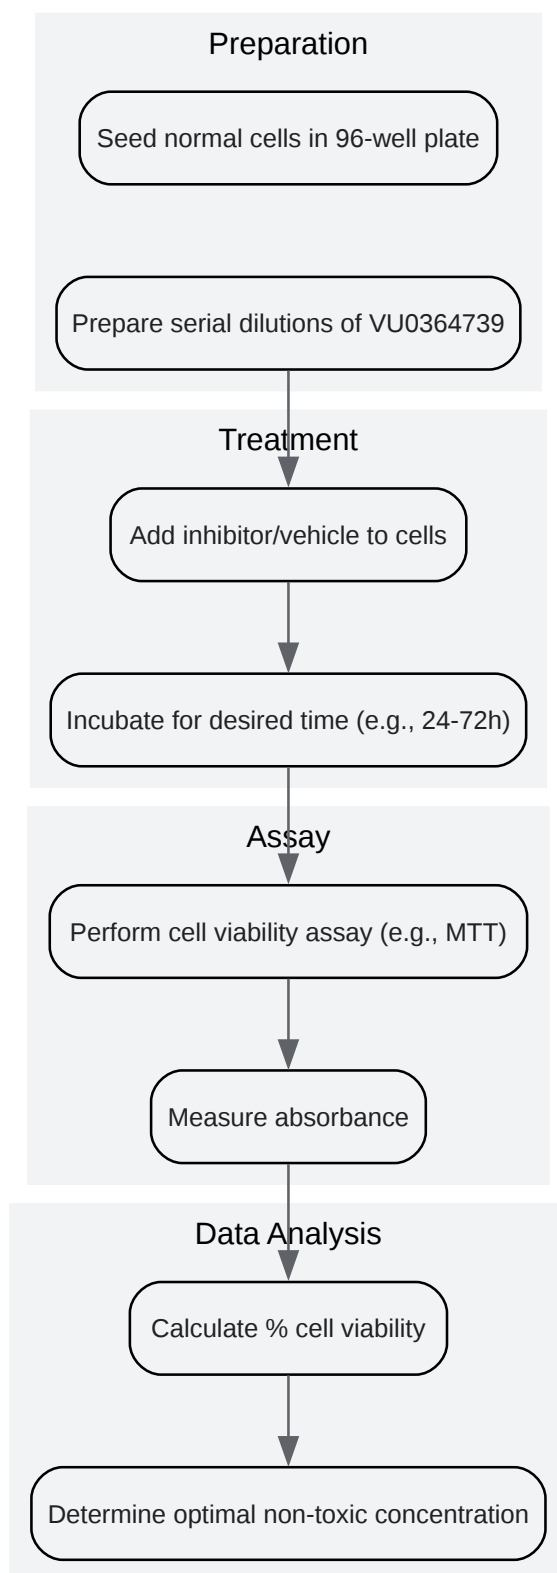 Preparation
Seed normal cells in 96-well plate
Prepare serial dilutions of VU0364739
Treatment
Add inhibitor/vehicle to cells
Incubate for desired time (e.g., 24-72h)
Assay
Perform cell viability assay (e.g., MTT)
Measure absorbance
Data Analysis
Calculate % cell viability
Determine optimal non-toxic concentration